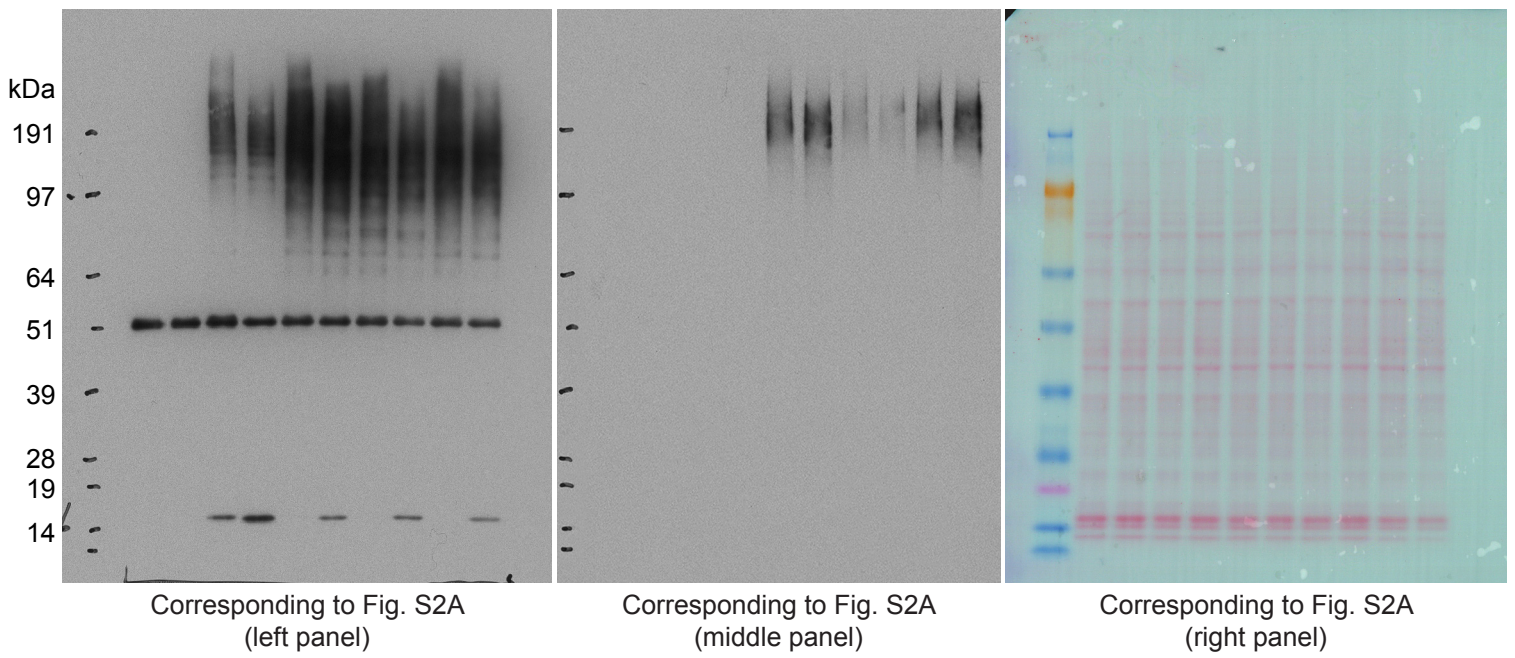 kDa
191
97
64
51
39
28
19
14
Corresponding to Fig. S2A
(left panel)
Corresponding to Fig. S2A
(middle panel)
Corresponding to Fig. S2A
(right panel)